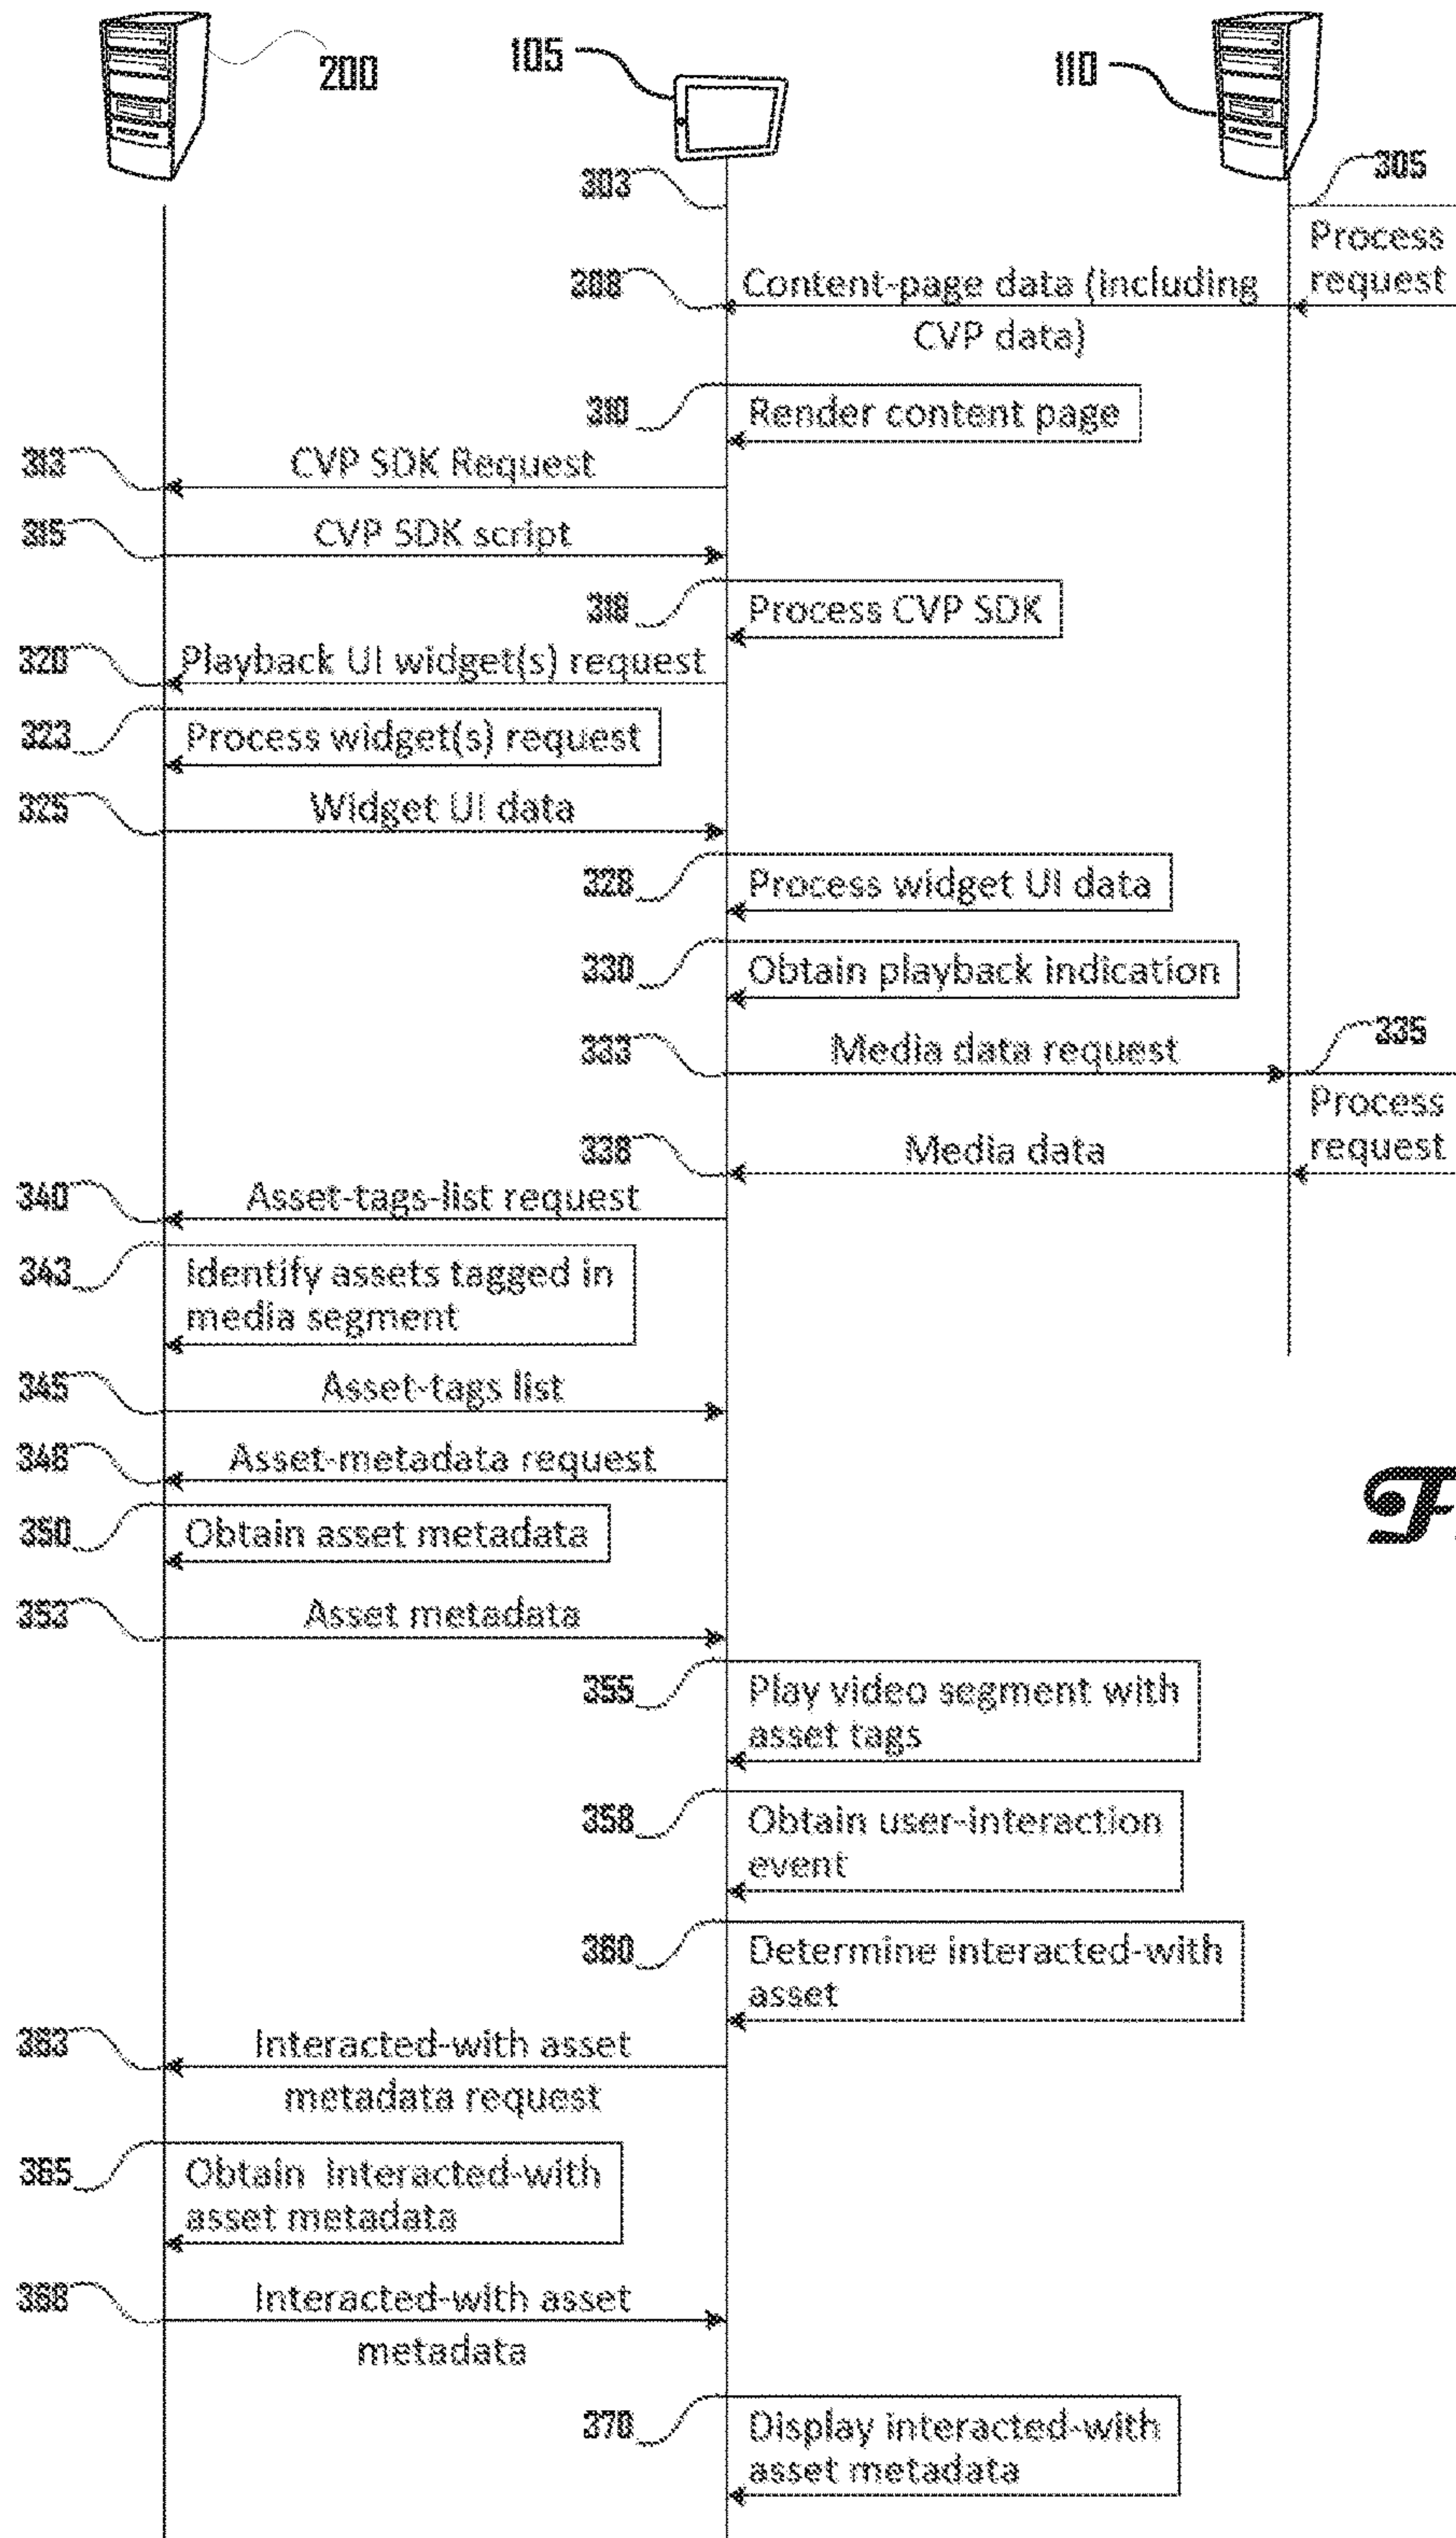 200
105
110
303
305
Process
request
308
Content-page data (including
CVP data)
310
Render content page
313
CVP SDK Request
315
CVP SDK script
318
Process CVP SDK
320
Playback UI widget(s) request
323
Process widget(s) request
325
Widget UI data
328
Process widget UI data
330
Obtain playback indication
333
Media data request
335
Process
request
338
Media data
340
Asset-tags-list request
343
Identify assets tagged in
media segment
345
Asset-tags list
348
Asset-metadata request
350
Obtain asset metadata
353
Asset metadata
355
Play video segment with
asset tags
358
Obtain user-interaction
event
360
Determine interacted-with
asset
363
Interacted-with asset
metadata request
365
Obtain interacted-with
asset metadata
368
Interacted-with asset
metadata
370
Display interacted-with
asset metadata